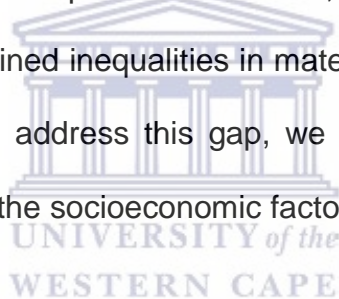 ined inequalities in mate
address this gap, we
the socioeconomic facto
UNIVERSITY of the
WESTERN CAPE